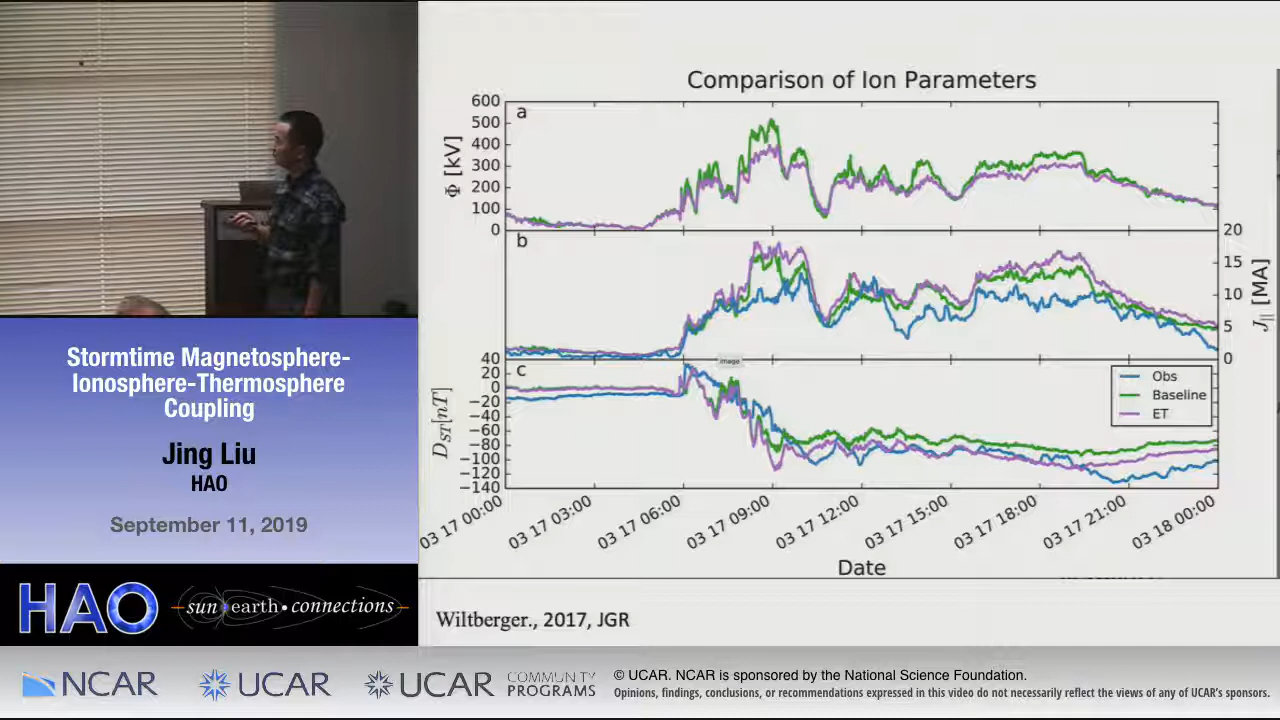 Stormtime Magnetosphere-
Ionosphere-Thermosphere
Coupling
Jing Liu
HAO
September 11, 2019
HAO
sun earth • connections
Comparison of Ion Parameters
a
600
500
400
300
200
100
0
Φ [kV]
b
20
15
10
5
0
J|| [MA]
image
c
40
20
0
−20
−40
−60
−80
−100
−120
−140
D_ST[nT]
Obs
Baseline
ET
03 17 00:00
03 17 03:00
03 17 06:00
03 17 09:00
03 17 12:00
03 17 15:00
03 17 18:00
03 17 21:00
03 18 00:00
Date
Wiltberger., 2017, JGR
NCAR
UCAR
UCAR
COMMUNITY
PROGRAMS
© UCAR. NCAR is sponsored by the National Science Foundation.
Opinions, findings, conclusions, or recommendations expressed in this video do not necessarily reflect the views of any of UCAR's sponsors.